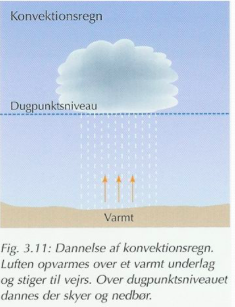 Konvektionsregn
Dugpunktsniveau
Varmt
Fig. 3.11: Dannelse af konvektionsregn.
Luften opvarmes over et varmt underlag
og stiger til vejrs. Over dugpunktsniveauet
dannes der skyer og nedbør.